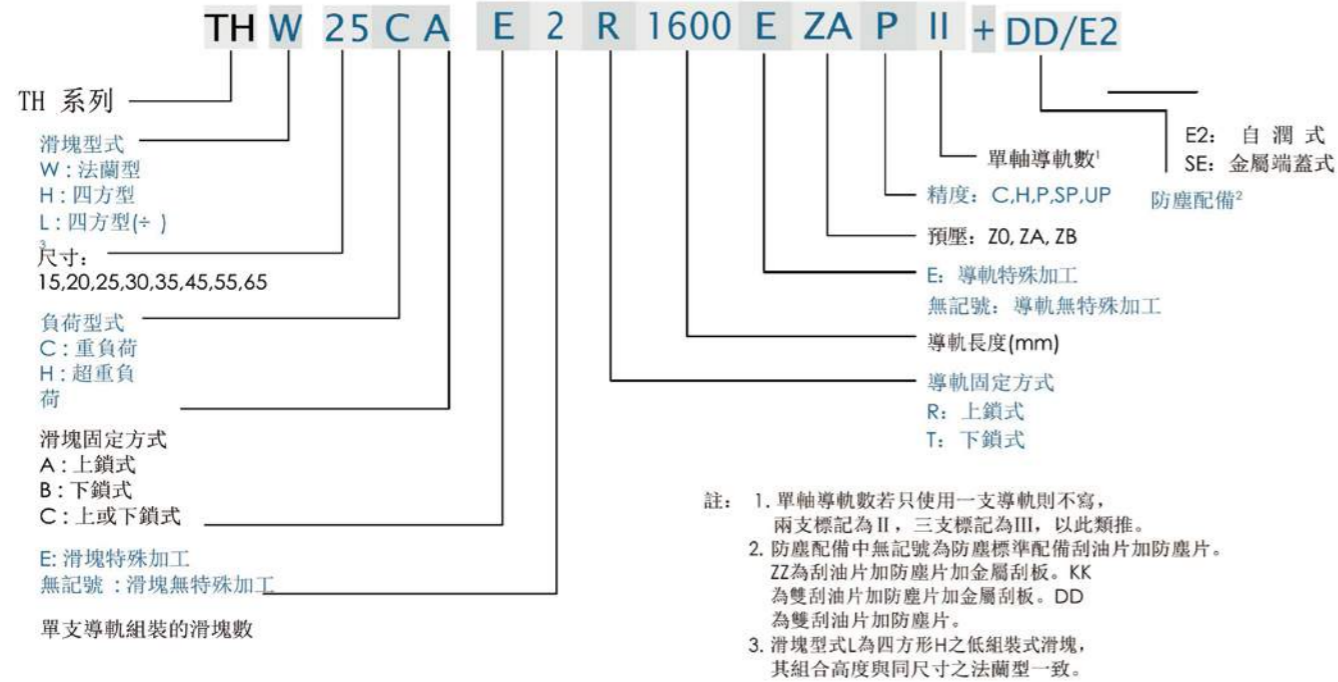 TH W 25 C A E 2 R 1600 E ZA P II + DD/E2
TH 系列
滑塊型式
W : 法蘭型
H : 四方型
L : 四方型(÷ )
3
尺寸:
15,20,25,30,35,45,55,65
負荷型式
C : 重負荷
H : 超重負
荷
滑塊固定方式
A : 上鎖式
B : 下鎖式
C : 上或下鎖式
E: 滑塊特殊加工
無記號 : 滑塊無特殊加工
單支導軌組裝的滑塊數
E2: 自 潤 式
SE: 金屬端蓋式
防塵配備2
單軸導軌數1
精度: C,H,P,SP,UP
預壓: Z0, ZA, ZB
E: 導軌特殊加工
無記號: 導軌無特殊加工
導軌長度(mm)
導軌固定方式
R: 上鎖式
T: 下鎖式
註: 1. 單軸導軌數若只使用一支導軌則不寫,
兩支標記為II, 三支標記為III, 以此類推。
2. 防塵配備中無記號為防塵標準配備刮油片加防塵片。
ZZ為刮油片加防塵片加金屬刮板。KK
為雙刮油片加防塵片加金屬刮板。DD
為雙刮油片加防塵片。
3. 滑塊型式L為四方形H之低組裝式滑塊,
其組合高度與同尺寸之法蘭型一致。